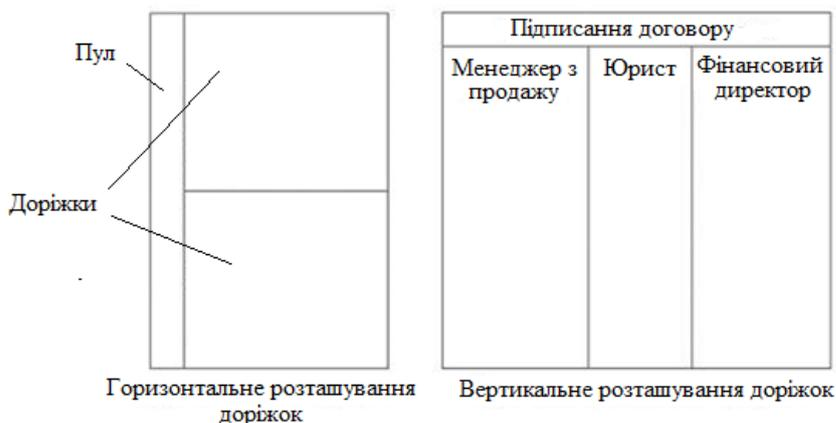 Пул
Доріжки
Горизонтальне розташування
доріжок
Підписання договору
Менеджер з
продажу
Юрист
Фінансовий
директор
Вертикальне розташування доріжок